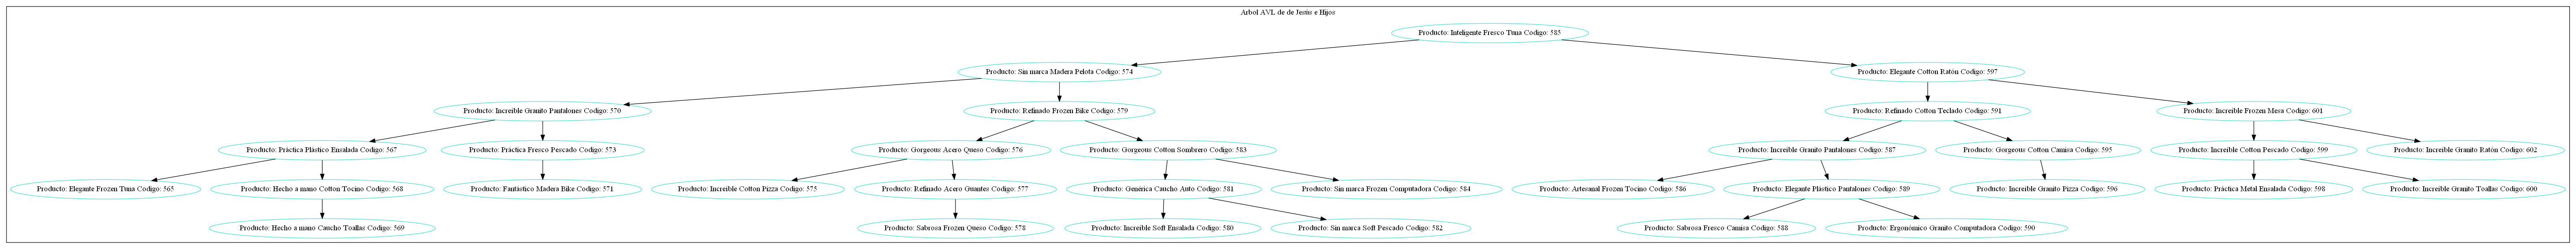 Arbol AVL de de Jesús e Hijos
Producto: Inteligente Fresco Tuna Codigo: 585
Producto: Sin marca Madera Pelota Codigo: 574
Producto: Elegante Cotton Ratón Codigo: 597
Producto: Increíble Granito Pantalones Codigo: 570
Producto: Refinado Frozen Bike Codigo: 579
Producto: Refinado Cotton Teclado Codigo: 591
Producto: Increíble Frozen Mesa Codigo: 601
Producto: Práctica Plástico Ensalada Codigo: 567
Producto: Práctica Fresco Pescado Codigo: 573
Producto: Gorgeous Acero Queso Codigo: 576
Producto: Gorgeous Cotton Sombrero Codigo: 583
Producto: Increíble Granito Pantalones Codigo: 587
Producto: Gorgeous Cotton Camisa Codigo: 595
Producto: Increíble Cotton Pescado Codigo: 599
Producto: Increíble Granito Ratón Codigo: 602
Producto: Elegante Frozen Tuna Codigo: 565
Producto: Hecho a mano Cotton Tocino Codigo: 568
Producto: Fantástico Madera Bike Codigo: 571
Producto: Increíble Cotton Pizza Codigo: 575
Producto: Refinado Acero Guantes Codigo: 577
Producto: Genérica Caucho Auto Codigo: 581
Producto: Sin marca Frozen Computadora Codigo: 584
Producto: Artesanal Frozen Tocino Codigo: 586
Producto: Elegante Plástico Pantalones Codigo: 589
Producto: Increíble Granito Pizza Codigo: 596
Producto: Práctica Metal Ensalada Codigo: 598
Producto: Increíble Granito Toallas Codigo: 600
Producto: Hecho a mano Caucho Toallas Codigo: 569
Producto: Sabrosa Frozen Queso Codigo: 578
Producto: Increíble Soft Ensalada Codigo: 580
Producto: Sin marca Soft Pescado Codigo: 582
Producto: Sabrosa Fresco Camisa Codigo: 588
Producto: Ergonómico Granito Computadora Codigo: 590